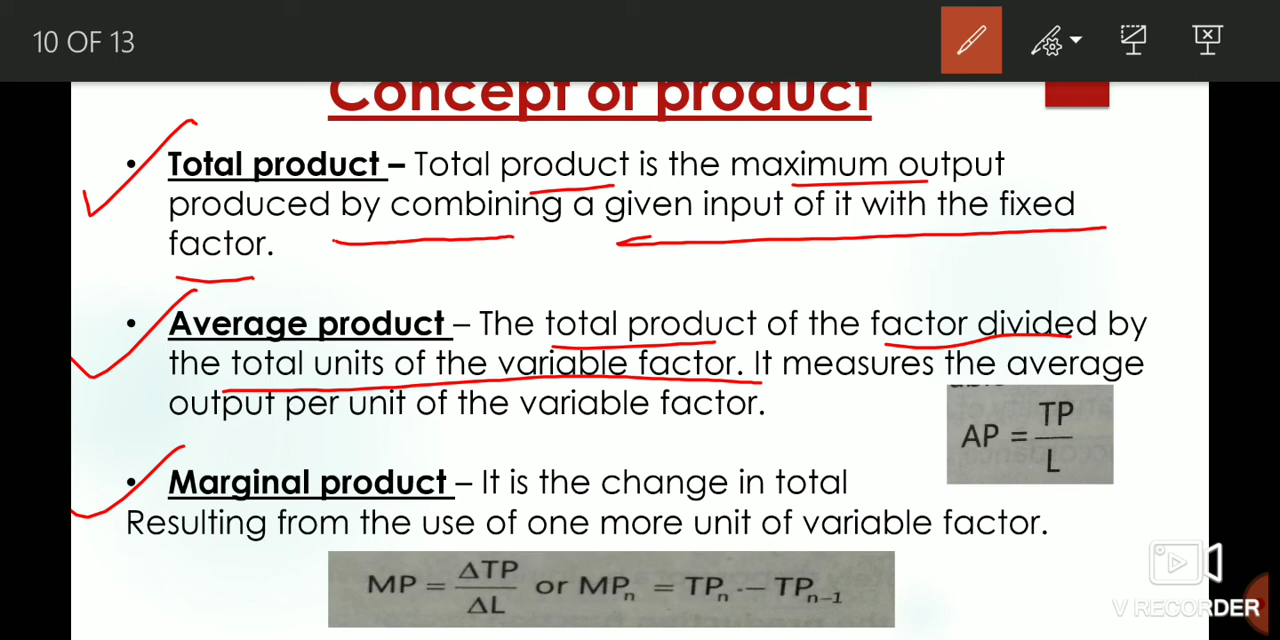 10 OF 13
Concept of product
• Total product – Total product is the maximum output
produced by combining a given input of it with the fixed
factor.
• Average product – The total product of the factor divided by
the total units of the variable factor. It measures the average
output per unit of the variable factor.
AP = TP/L
• Marginal product – It is the change in total
Resulting from the use of one more unit of variable factor.
MP = ΔTP/ΔL or MPₙ = TPₙ - – TPₙ₋₁
V RECORDER